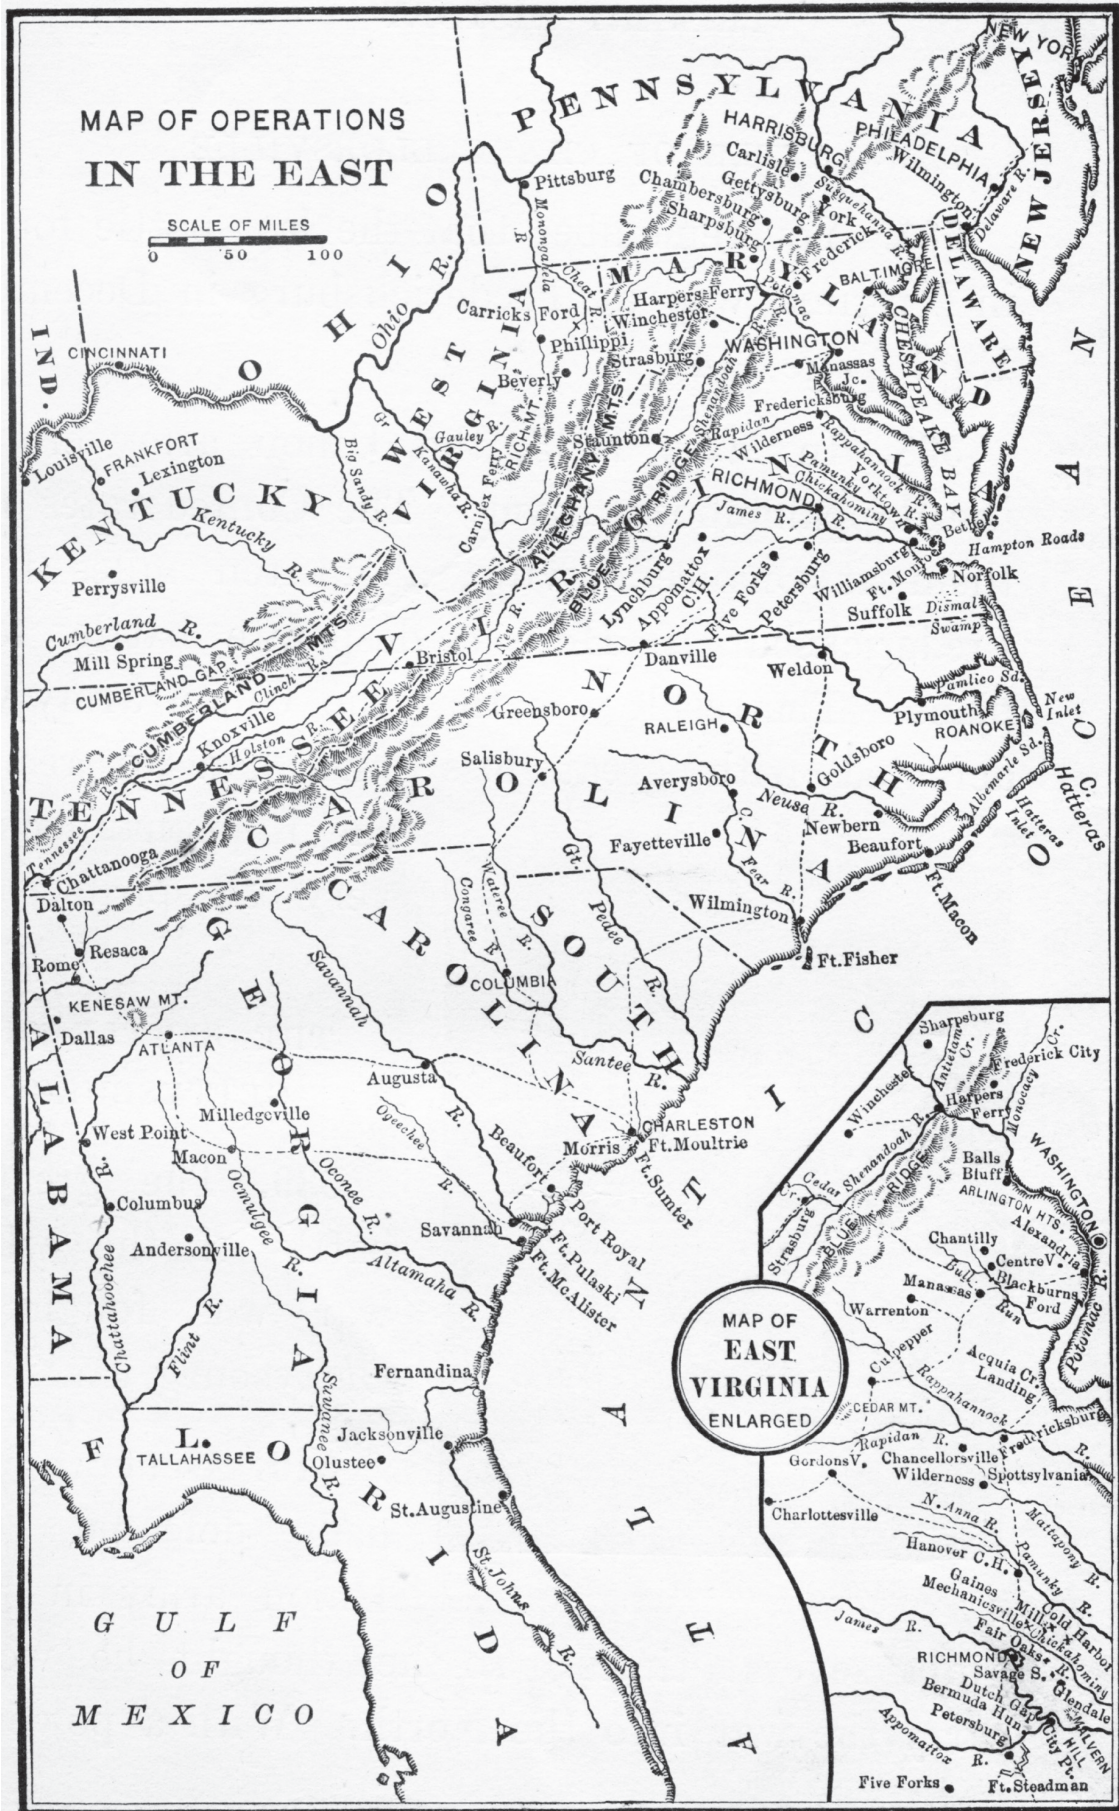 MAP OF OPERATIONS
IN THE EAST
SCALE OF MILES
0 50 100
PENNSYLVANIA
NEW YORK
NEW JERSEY
HARRISBURG
PHILADELPHIA
Carlisle
Wilmington
Pittsburg
Chambersburg
Gettysburg
Susquehanna R.
York
Delaware R.
Sharpsburg
Frederick
DELAWARE
Monongahela R.
Cheat R.
MARYLAND
BALTIMORE
Potomac
Harpers Ferry
OHIO
Ohio R.
Carricks Ford
Winchester
WASHINGTON
CHESAPEAKE BAY
Phillippi
Strasburg
Manassas Jc.
IND.
CINCINNATI
WEST VIRGINIA
Beverly
Shenandoah R.
Fredericksburg
RICH MT.
Gauley R.
Gr. Kanawha R.
Carnifex Ferry
Staunton
Rapidan
Wilderness
Rappahannock R.
Louisville
FRANKFORT
Lexington
Big Sandy R.
ALLEGHANY MTS.
BLUE RIDGE
Pamunky
Yorktown
Chickahominy R.
RICHMOND
James R.
R.
KENTUCKY
Kentucky R.
Bethel
Hampton Roads
Perrysville
Lynchburg
Appomattox C.H.
Five Forks
Petersburg
Williamsburg
Ft. Monroe
Norfolk
Suffolk
Dismal Swamp
VIRGINIA
New R.
Cumberland R.
Mill Spring
CUMBERLAND GAP
CUMBERLAND MTS
Clinch R.
Bristol
Danville
Weldon
Pamlico Sd.
New Inlet
Plymouth
ROANOKE
Knoxville
Holston R.
Greensboro
RALEIGH
NORTH CAROLINA
Goldsboro
Albemarle Sd.
C. Hatteras
Hatteras Inlet
Salisbury
Averysboro
Neuse R.
Newbern
TENNESSEE
Tennessee R.
Fayetteville
C. Fear R.
Beaufort
Ft. Macon
Chattanooga
Dalton
Gt. Pedee R.
Wateree R.
Congaree R.
Wilmington
Ft. Fisher
Resaca
Rome
SOUTH CAROLINA
COLUMBIA
Savannah R.
KENESAW MT.
Dallas
ATLANTA
GEORGIA
Santee R.
Augusta
Milledgeville
Ogeechee R.
CHARLESTON
Ft. Moultrie
Morris
Ft. Sumter
ALABAMA
West Point
Macon
Beaufort
Columbus
Ocmulgee R.
Oconee R.
Savannah
Port Royal
Ft. Pulaski
Ft. McAlister
Andersonville
Altamaha R.
Chattahoochee R.
Flint R.
Suwanee R.
Fernandina
FLORIDA
TALLAHASSEE
Jacksonville
Olustee
St. Augustine
St. Johns R.
GULF
OF
MEXICO
ATLANTIC OCEAN
MAP OF
EAST
VIRGINIA
ENLARGED
Sharpsburg
Antietam Cr.
Frederick City
Winchester
Harpers Ferry
Monocacy Cr.
Shenandoah R.
BLUE RIDGE
Balls Bluff
WASHINGTON
Cedar Cr.
ARLINGTON HTS.
Strasburg
Alexandria
Chantilly
Centre V.
Bull Run
Blackburns Ford
Manassas
Warrenton
Potomac R.
Culpepper
Acquia Cr. Landing
Rappahannock R.
CEDAR MT.
Fredericksburg
Rapidan R.
Gordons V.
Chancellorsville
Wilderness
Spottsylvania
Charlottesville
N. Anna R.
Mattapony R.
Hanover C.H.
Pamunky R.
Gaines Mill
Mechanicsville
Cold Harbor
James R.
Fair Oaks
Chickahominy R.
RICHMOND
Savage S.
Glendale
Dutch Gap
Bermuda Hun.
MALVERN HILL
Petersburg
City Pt.
Appomattox R.
Five Forks
Ft. Steadman